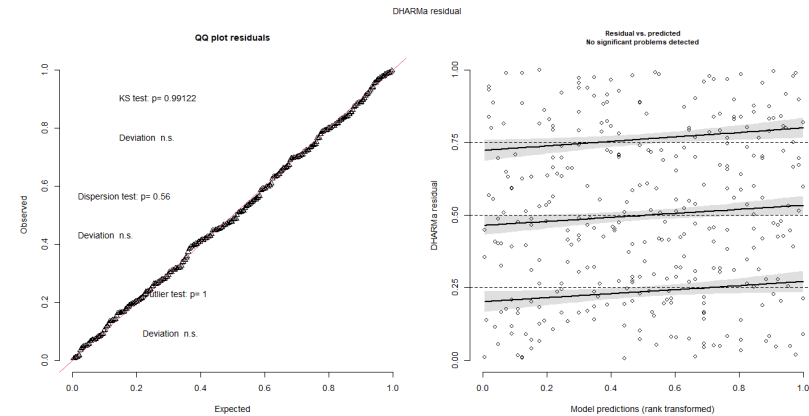 DHARMa residual
QQ plot residuals
KS test: p= 0.99122
Deviation n.s.
Dispersion test: p= 0.56
Deviation n.s.
Outlier test: p= 1
Deviation n.s.
Observed
0.0 0.2 0.4 0.6 0.8 1.0
0.0 0.2 0.4 0.6 0.8 1.0
Expected
Residual vs. predicted
No significant problems detected
DHARMa residual
0.00 0.25 0.50 0.75 1.00
0.0 0.2 0.4 0.6 0.8 1.0
Model predictions (rank transformed)